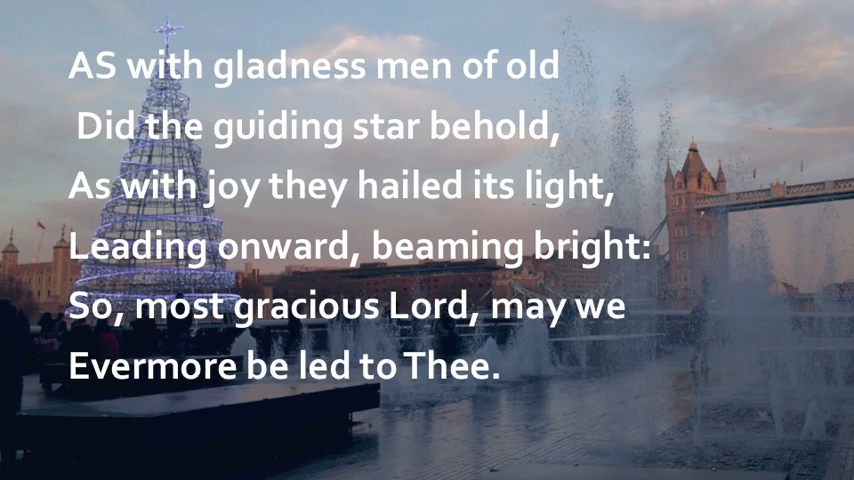 AS with gladness men of old
Did the guiding star behold,
As with joy they hailed its light,
Leading onward, beaming bright:
So, most gracious Lord, may we
Evermore be led to Thee.